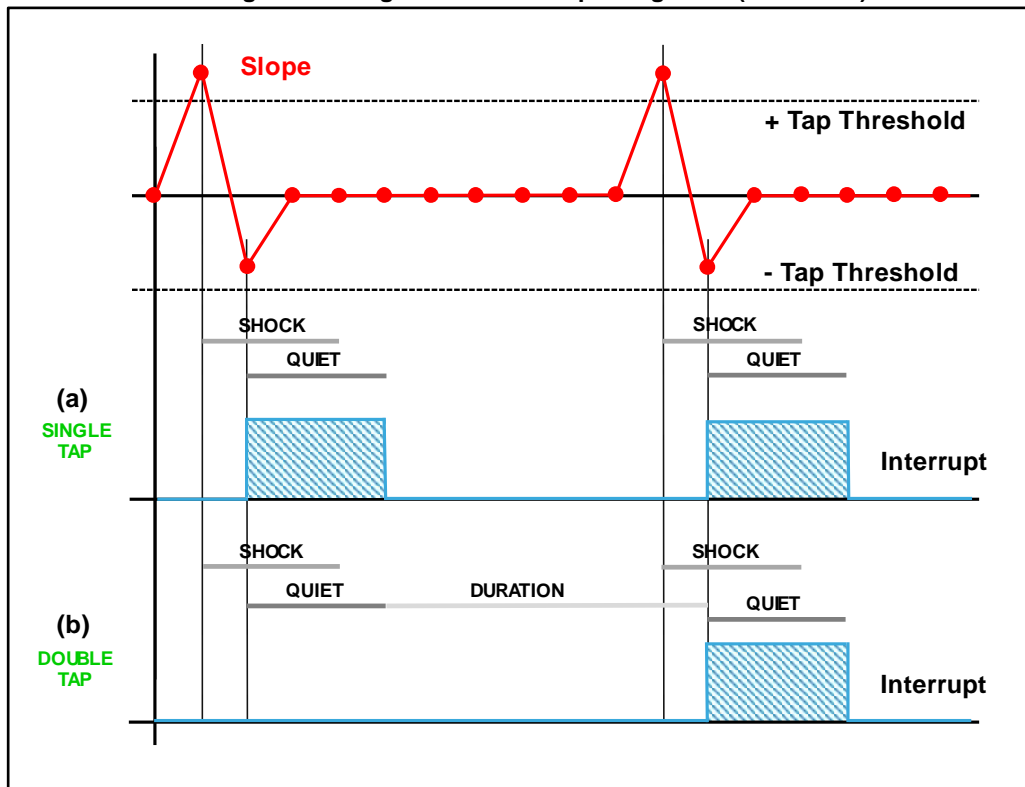 Slope
+ Tap Threshold
- Tap Threshold
SHOCK
SHOCK
QUIET
QUIET
(a)
SINGLE
TAP
Interrupt
SHOCK
SHOCK
QUIET
DURATION
QUIET
(b)
DOUBLE
TAP
Interrupt